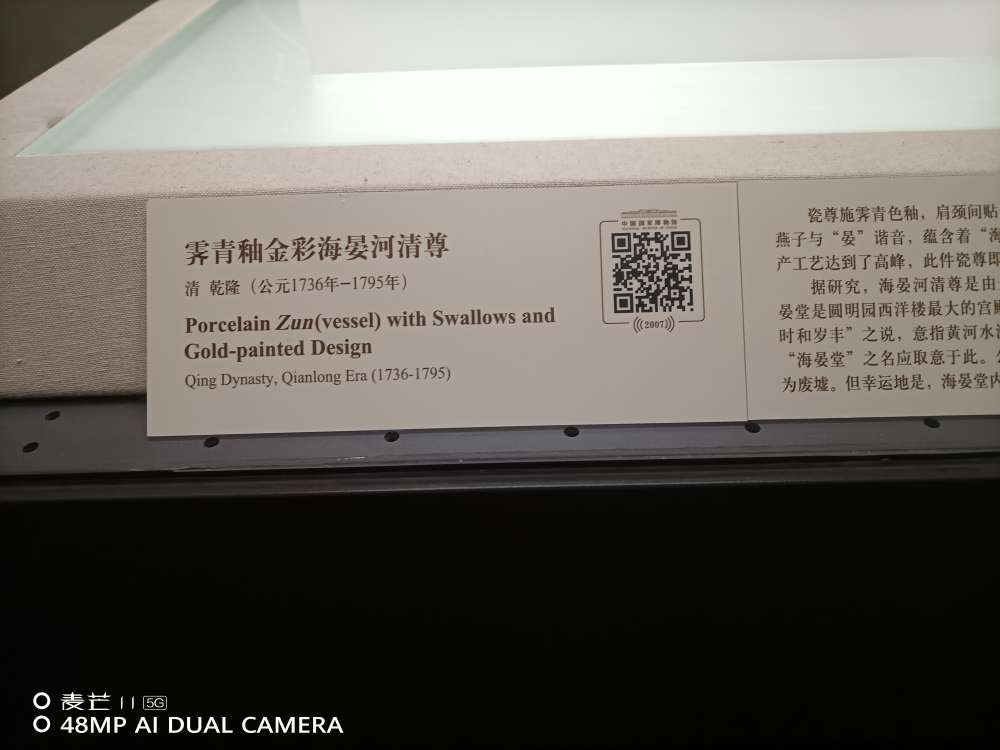 霁青釉金彩海晏河清尊
清 乾隆（公元1736年-1795年）
Porcelain Zun(vessel) with Swallows and
Gold-painted Design
Qing Dynasty, Qianlong Era (1736-1795)
中国国家博物馆
(((2007)))
瓷尊施霁青色釉，肩颈间贴
燕子与“晏”谐音，蕴含着“海
产工艺达到了高峰，此件瓷尊即
据研究，海晏河清尊是由
晏堂是圆明园西洋楼最大的宫殿
时和岁丰”之说，意指黄河水
“海晏堂”之名应取意于此。
为废墟。但幸运地是，海晏堂内
麦芒 11 5G
48MP AI DUAL CAMERA